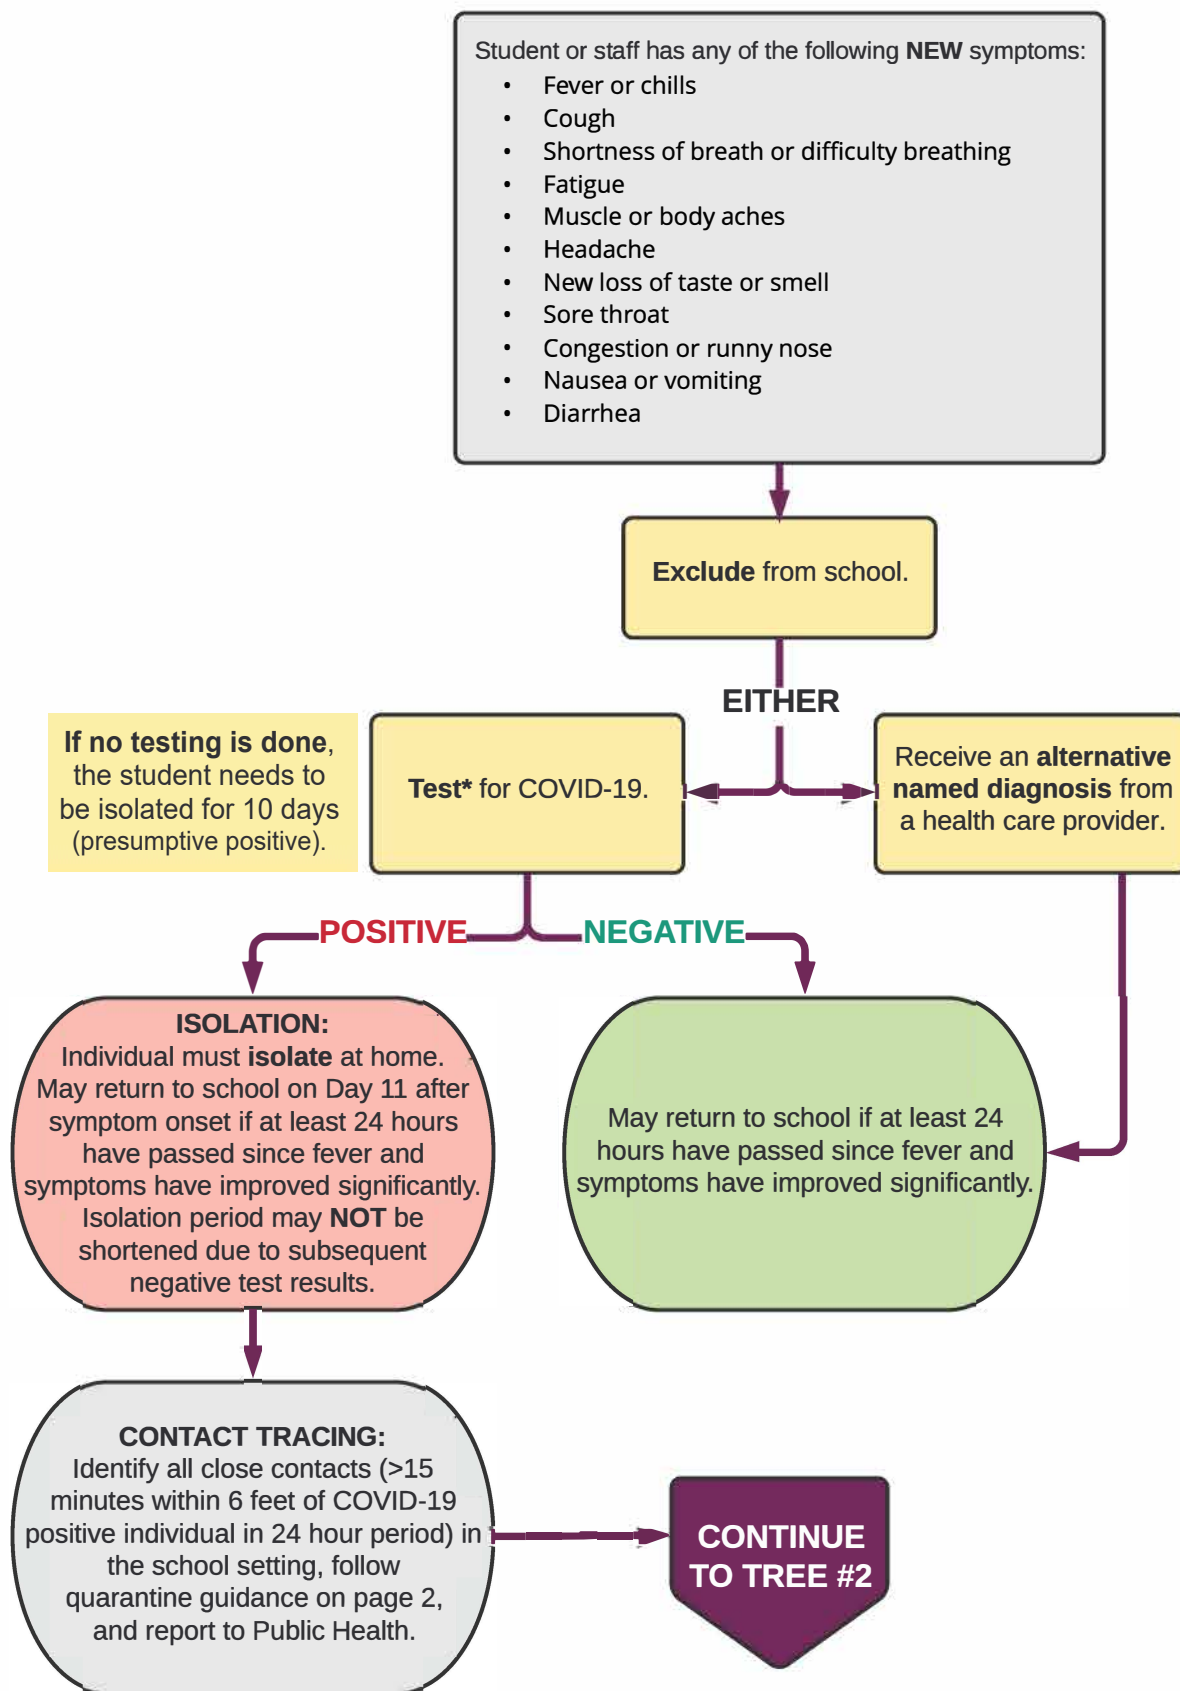 Student or staff has any of the following NEW symptoms:
• Fever or chills
• Cough
• Shortness of breath or difficulty breathing
• Fatigue
• Muscle or body aches
• Headache
• New loss of taste or smell
• Sore throat
• Congestion or runny nose
• Nausea or vomiting
• Diarrhea
Exclude from school.
EITHER
If no testing is done,
the student needs to
be isolated for 10 days
(presumptive positive).
Test* for COVID-19.
Receive an alternative
named diagnosis from
a health care provider.
POSITIVE
NEGATIVE
ISOLATION:
Individual must isolate at home.
May return to school on Day 11 after
symptom onset if at least 24 hours
have passed since fever and
symptoms have improved significantly.
Isolation period may NOT be
shortened due to subsequent
negative test results.
May return to school if at least 24
hours have passed since fever and
symptoms have improved significantly.
CONTACT TRACING:
Identify all close contacts (>15
minutes within 6 feet of COVID-19
positive individual in 24 hour period) in
the school setting, follow
quarantine guidance on page 2,
and report to Public Health.
CONTINUE
TO TREE #2